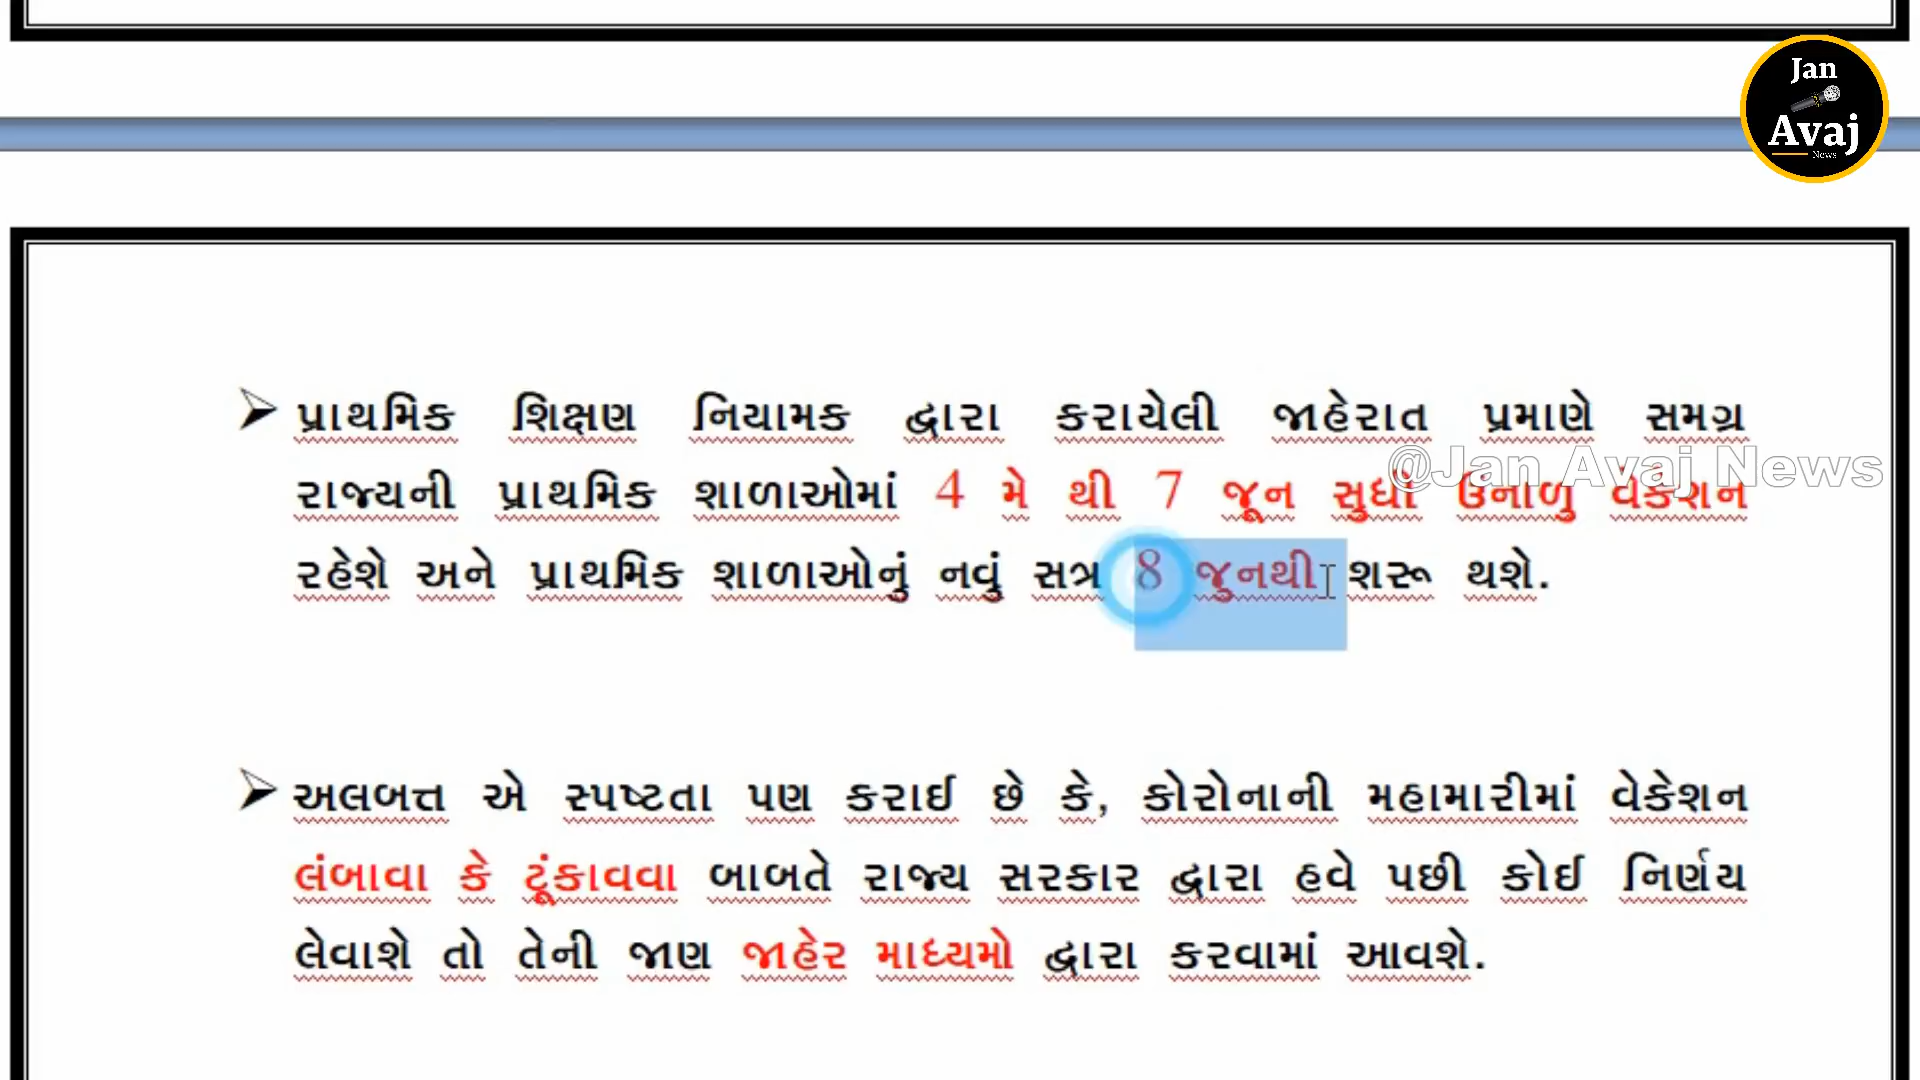 Jan
Avaj
News
➤ પ્રાથમિક શિક્ષણ નિયામક દ્વારા કરાયેલી જાહેરાત પ્રમાણે સમગ્ર
@Jan Avaj News
રાજ્યની પ્રાથમિક શાળાઓમાં 4 મે થી 7 જૂન સુધી ઉનાળુ વેકેશન
રહેશે અને પ્રાથમિક શાળાઓનું નવું સત્ર 8 જુનથી શરૂ થશે.
➤ અલબત્ત એ સ્પષ્ટતા પણ કરાઈ છે કે, કોરોનાની મહામારીમાં વેકેશન
લંબાવા કે ટૂંકાવવા બાબતે રાજ્ય સરકાર દ્વારા હવે પછી કોઈ નિર્ણય
લેવાશે તો તેની જાણ જાહેર માધ્યમો દ્વારા કરવામાં આવશે.